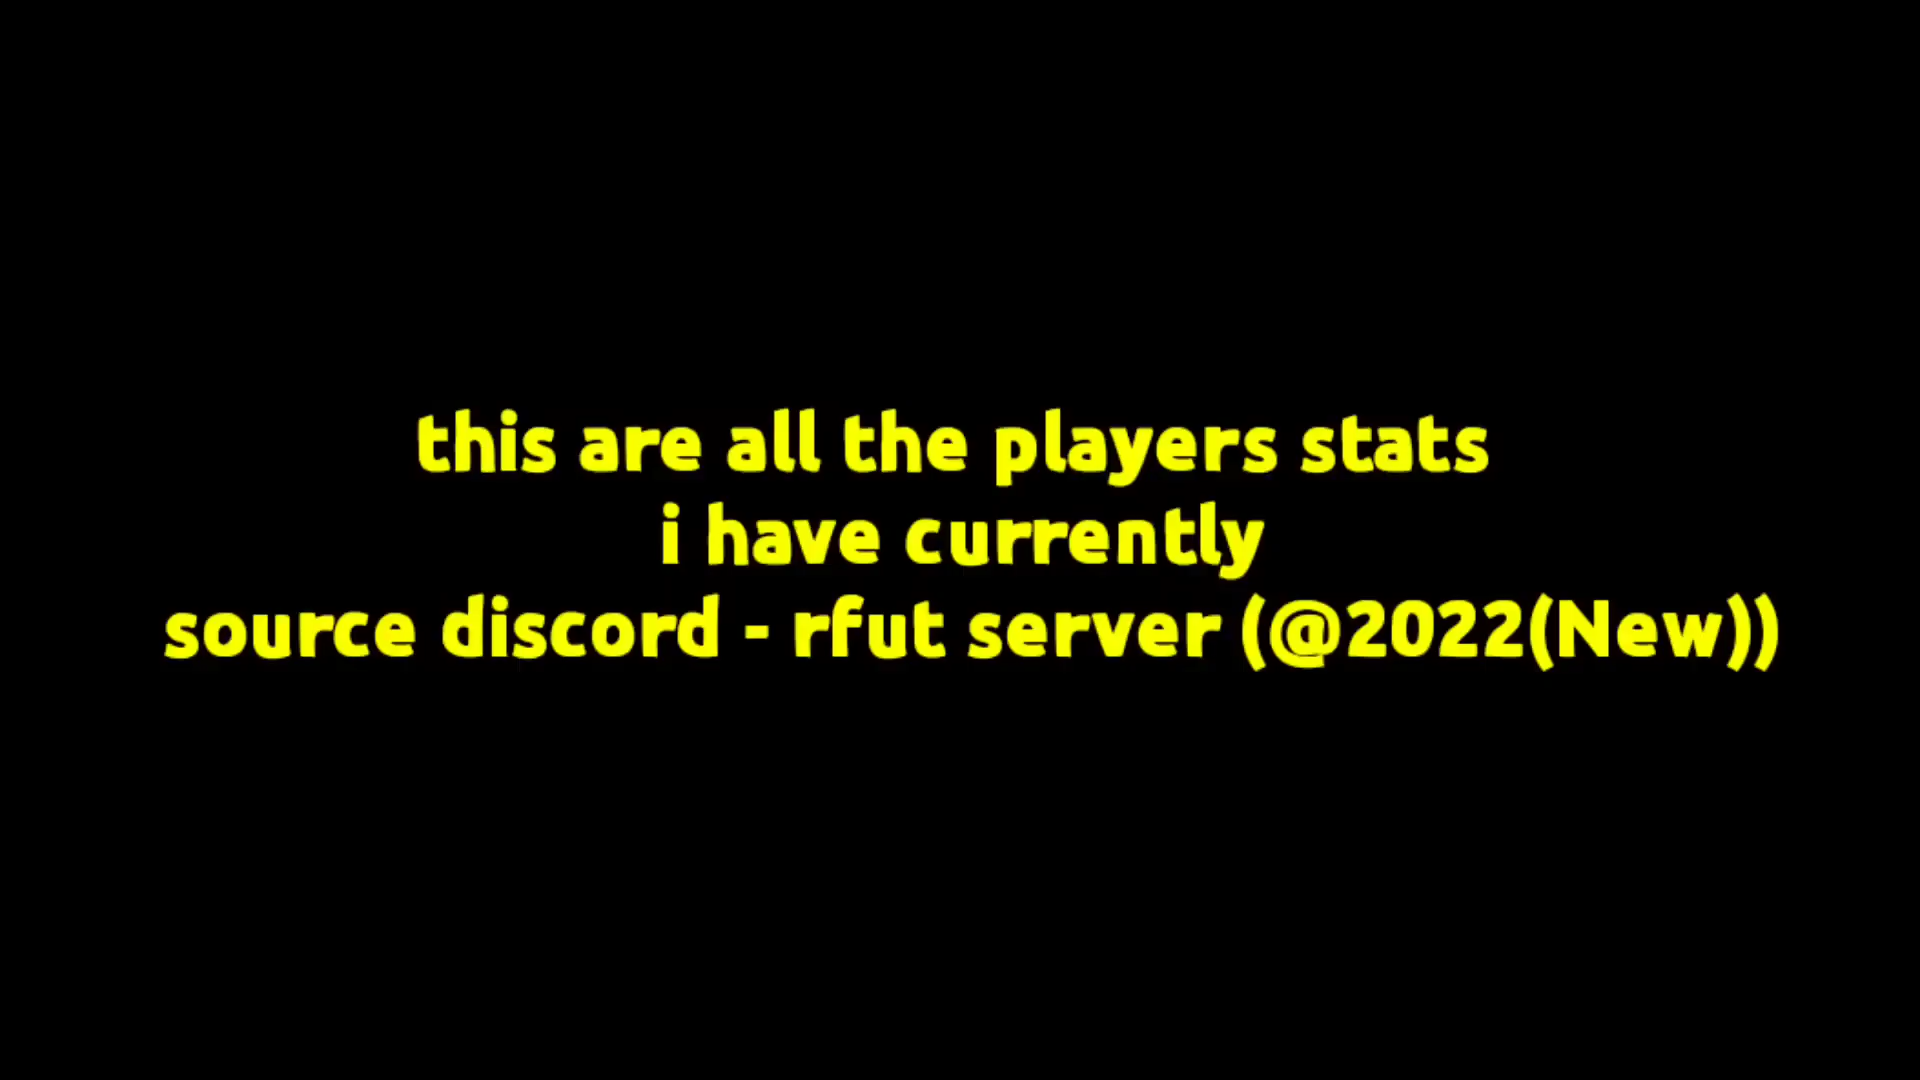 this are all the players stats
i have currently
source discord - rfut server (@2022(New))